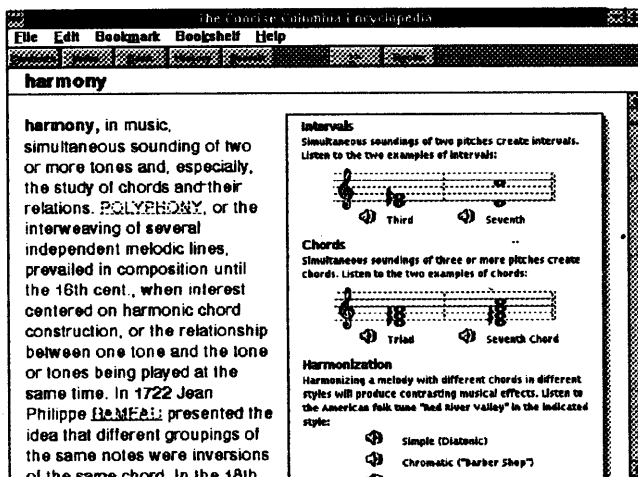 The Concise Columbia Encyclopedia
File Edit Bookmark Bookshelf Help
harmony
harmony, in music,
simultaneous sounding of two
or more tones and, especially,
the study of chords and their
relations. POLYPHONY, or the
interweaving of several
independent melodic lines,
prevailed in composition until
the 16th cent., when interest
centered on harmonic chord
construction, or the relationship
between one tone and the tone
or tones being played at the
same time. In 1722 Jean
Philippe RAMEAU presented the
idea that different groupings of
the same notes were inversions
of the same chord. In the 18th
Intervals
Simultaneous soundings of two pitches create intervals.
Listen to the two examples of intervals:
Third Seventh
Chords
Simultaneous soundings of three or more pitches create
chords. Listen to the two examples of chords:
Triad Seventh Chord
Harmonization
Harmonizing a melody with different chords in different
styles will produce contrasting musical effects. Listen to
the American folk tune "Red River Valley" in the indicated
style:
Simple (Diatonic)
Chromatic ("Barber Shop")